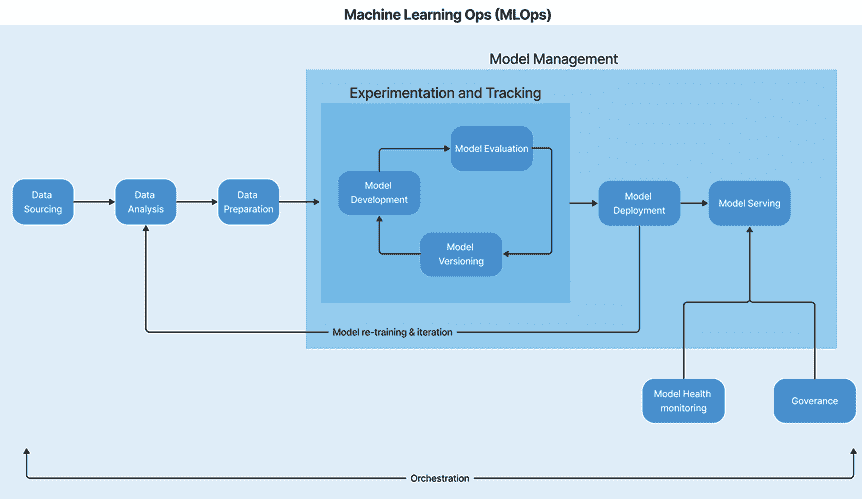 Machine Learning Ops (MLOps)
Model Management
Experimentation and Tracking
Data
Sourcing
Data
Analysis
Data
Preparation
Model
Development
Model Evaluation
Model
Versioning
Model
Deployment
Model Serving
Model re-training & iteration
Model Health
monitoring
Goverance
Orchestration